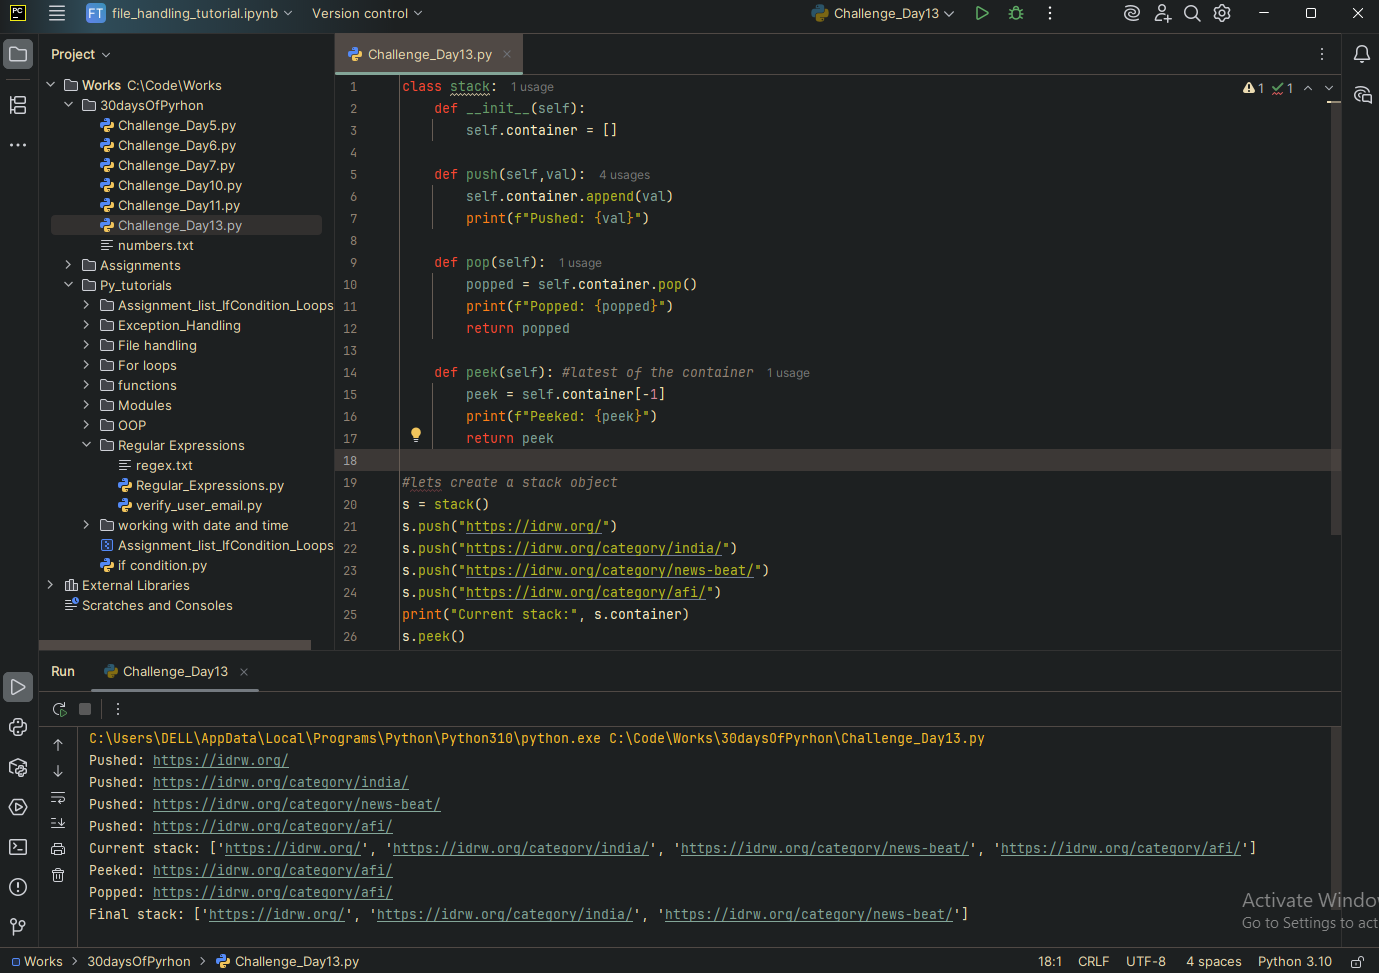 PC FT file_handling_tutorial.ipynb Version control Challenge_Day13
Project
Works C:\Code\Works
30daysOfPyrhon
Challenge_Day5.py
Challenge_Day6.py
Challenge_Day7.py
Challenge_Day10.py
Challenge_Day11.py
Challenge_Day13.py
numbers.txt
Assignments
Py_tutorials
Assignment_list_IfCondition_Loops
Exception_Handling
File handling
For loops
functions
Modules
OOP
Regular Expressions
regex.txt
Regular_Expressions.py
verify_user_email.py
working with date and time
Assignment_list_IfCondition_Loops
if condition.py
External Libraries
Scratches and Consoles
Challenge_Day13.py
1 class stack: 1 usage
1 1
2 def __init__(self):
3 self.container = []
4
5 def push(self,val): 4 usages
6 self.container.append(val)
7 print(f"Pushed: {val}")
8
9 def pop(self): 1 usage
10 popped = self.container.pop()
11 print(f"Popped: {popped}")
12 return popped
13
14 def peek(self): #latest of the container 1 usage
15 peek = self.container[-1]
16 print(f"Peeked: {peek}")
17 return peek
18
19 #lets create a stack object
20 s = stack()
21 s.push("https://idrw.org/")
22 s.push("https://idrw.org/category/india/")
23 s.push("https://idrw.org/category/news-beat/")
24 s.push("https://idrw.org/category/afi/")
25 print("Current stack:", s.container)
26 s.peek()
Run Challenge_Day13
C:\Users\DELL\AppData\Local\Programs\Python\Python310\python.exe C:\Code\Works\30daysOfPyrhon\Challenge_Day13.py
Pushed: https://idrw.org/
Pushed: https://idrw.org/category/india/
Pushed: https://idrw.org/category/news-beat/
Pushed: https://idrw.org/category/afi/
Current stack: ['https://idrw.org/', 'https://idrw.org/category/india/', 'https://idrw.org/category/news-beat/', 'https://idrw.org/category/afi/']
Peeked: https://idrw.org/category/afi/
Popped: https://idrw.org/category/afi/
Final stack: ['https://idrw.org/', 'https://idrw.org/category/india/', 'https://idrw.org/category/news-beat/']
Activate Windo
Go to Settings to act
Works 30daysOfPyrhon Challenge_Day13.py 18:1 CRLF UTF-8 4 spaces Python 3.10